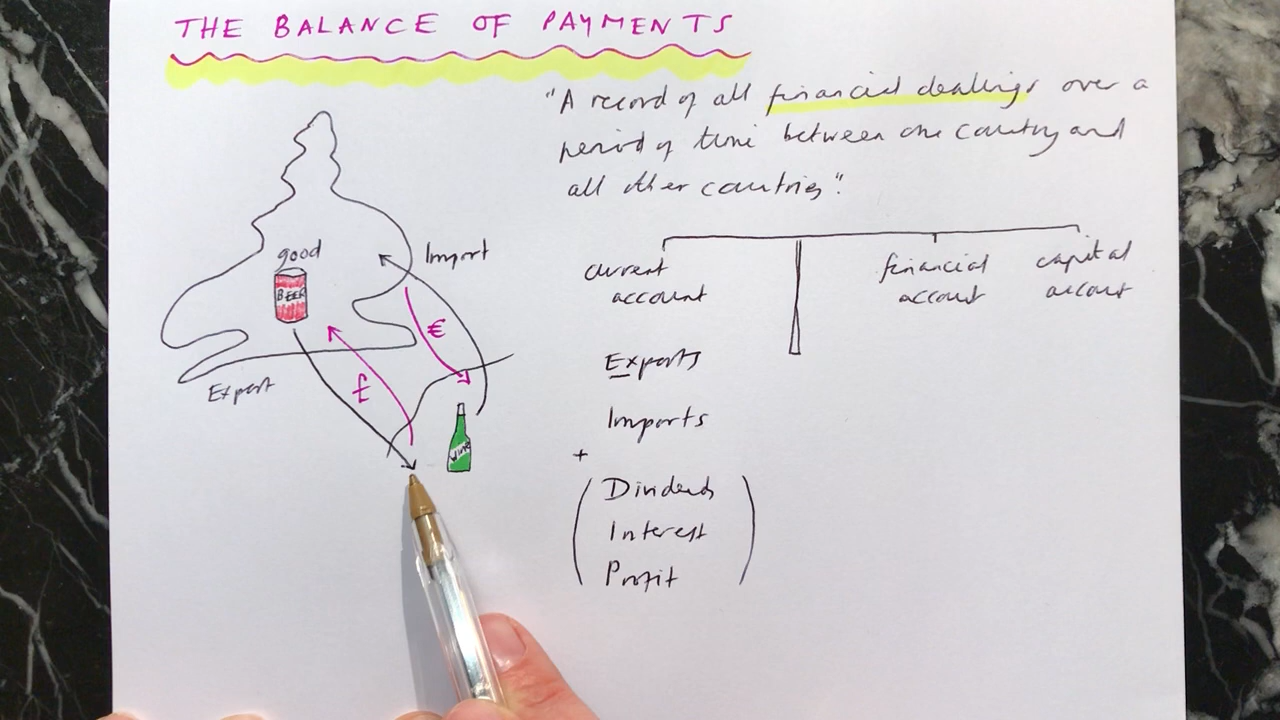 THE BALANCE OF PAYMENTS
"A record of all financial dealings over a
period of time between one country and
all other countries".
good
BEER
Import
€
£
Export
WINE
current
account
financial
account
capital
account
Exports
Imports
+
Dividends
Interest
Profit